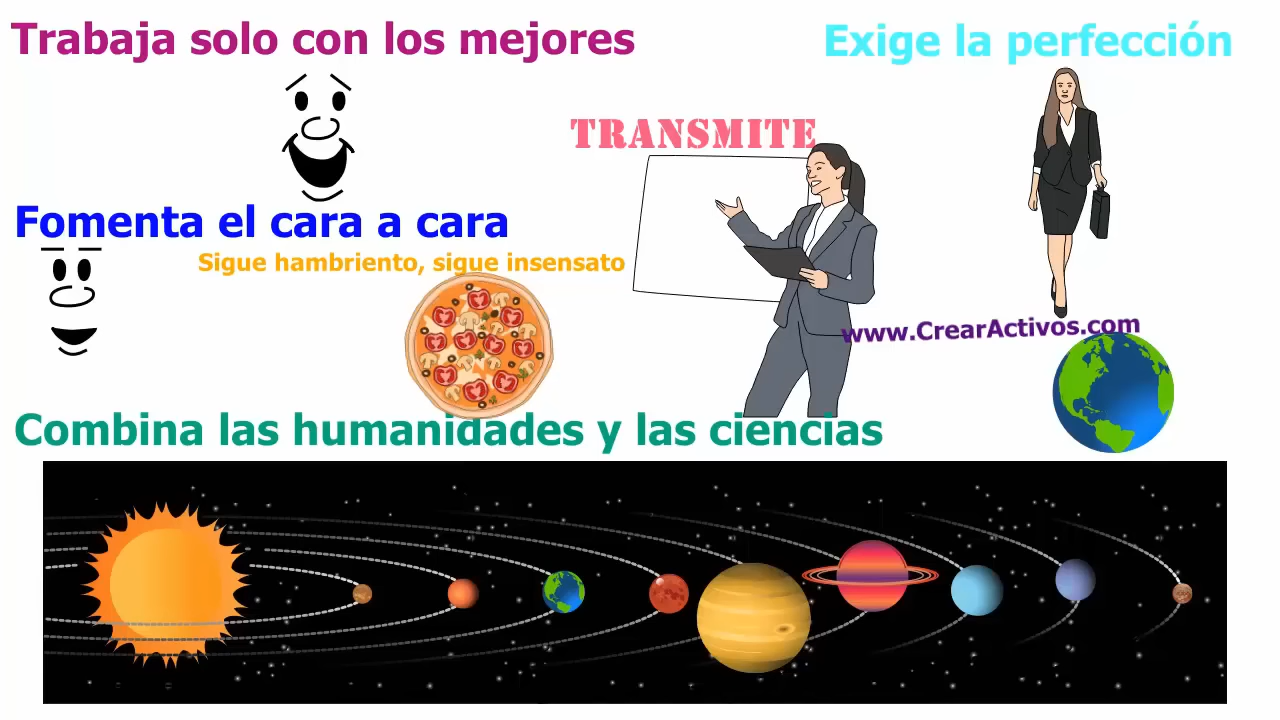 Trabaja solo con los mejores
Exige la perfección
TRANSMITE
Fomenta el cara a cara
Sigue hambriento, sigue insensato
www.CrearActivos.com
Combina las humanidades y las ciencias